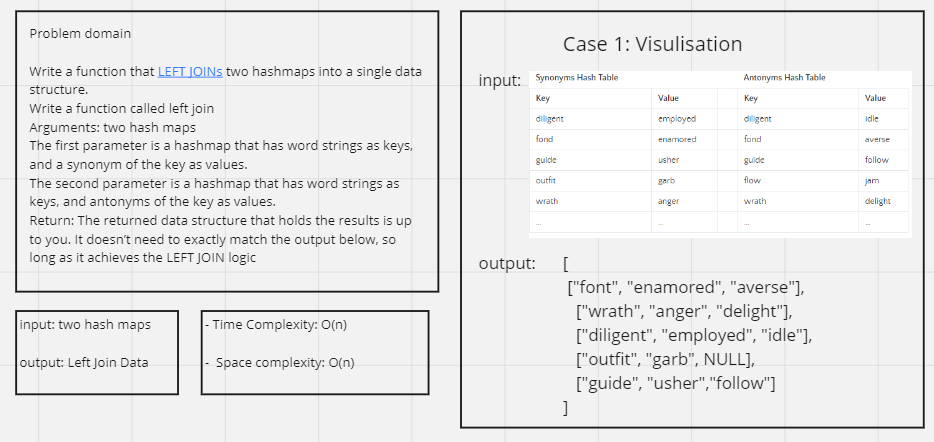 Problem domain
Write a function that LEFT JOINs two hashmaps into a single data
structure.
Write a function called left join
Arguments: two hash maps
The first parameter is a hashmap that has word strings as keys,
and a synonym of the key as values.
The second parameter is a hashmap that has word strings as
keys, and antonyms of the key as values.
Return: The returned data structure that holds the results is up
to you. It doesn't need to exactly match the output below, so
long as it achieves the LEFT JOIN logic
input: two hash maps
output: Left Join Data
- Time Complexity: O(n)
- Space complexity: O(n)
Case 1: Visulisation
input:
Synonyms Hash Table Antonyms Hash Table
Key Value Key Value
diligent employed diligent idle
fond enamored fond averse
guide usher guide follow
outfit garb flow jam
wrath anger wrath delight
... ... ... ...
output: [
["font", "enamored", "averse"],
["wrath", "anger", "delight"],
["diligent", "employed", "idle"],
["outfit", "garb", NULL],
["guide", "usher","follow"]
]